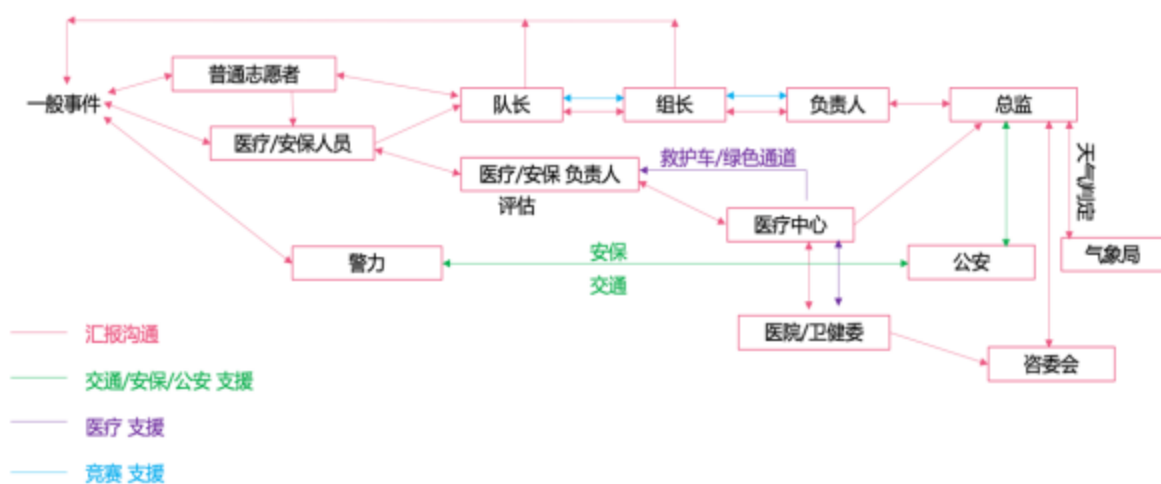 普通志愿者
一般事件
队长
组长
负责人
总监
医疗/安保人员
救护车/绿色通道
天气判定
医疗/安保 负责人
评估
医疗中心
安保
警力
公安
气象局
交通
医院/卫健委
汇报沟通
咨委会
交通/安保/公安 支援
医疗 支援
竞赛 支援